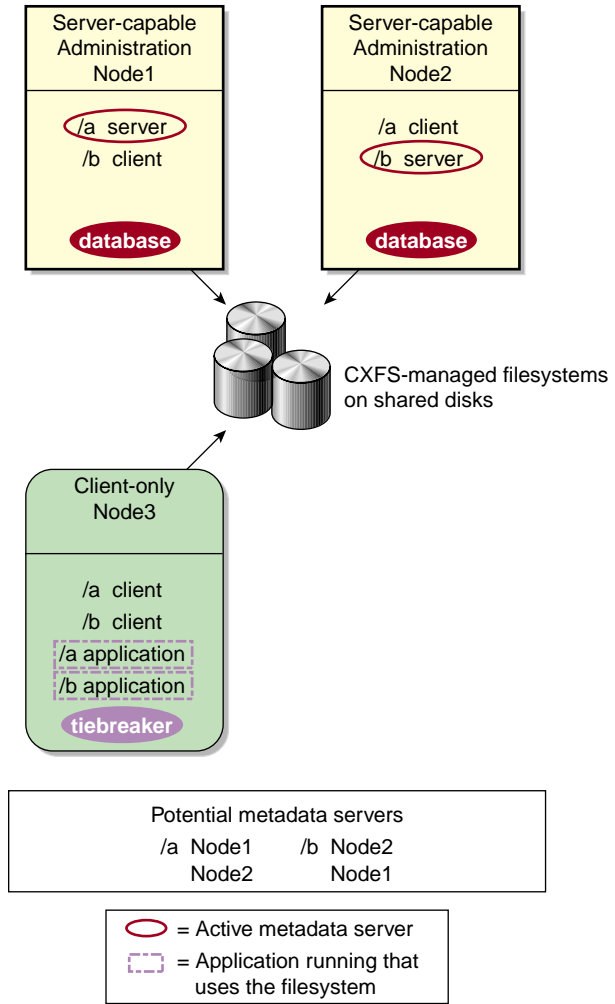 Server-capable
Administration
Node1
/a server
/b client
database
Server-capable
Administration
Node2
/a client
/b server
database
CXFS-managed filesystems
on shared disks
Client-only
Node3
/a client
/b client
/a application
/b application
tiebreaker
Potential metadata servers
/a Node1 /b Node2
Node2 Node1
= Active metadata server
= Application running that
uses the filesystem